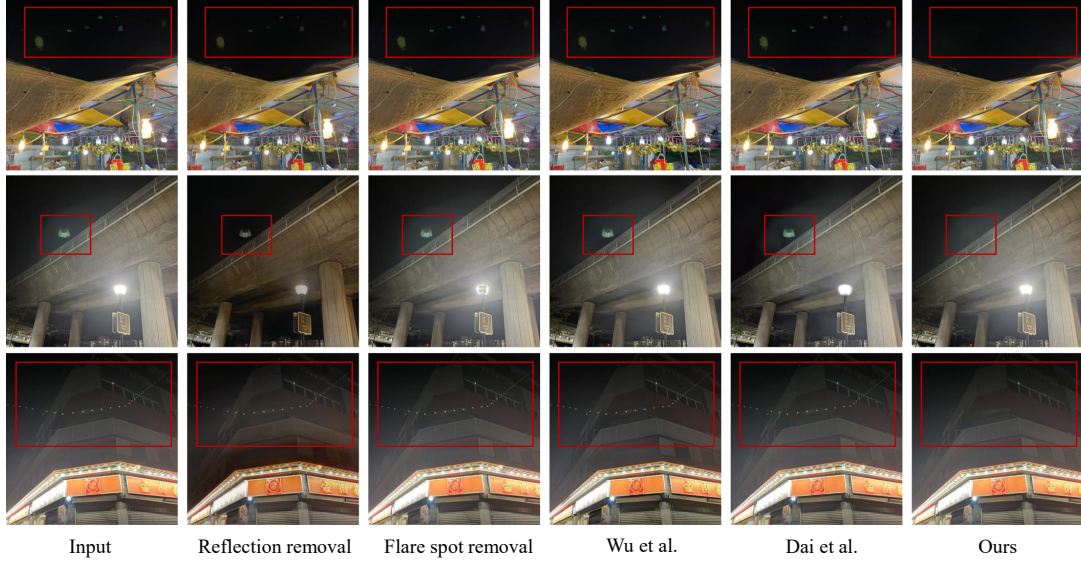 Input Reflection removal Flare spot removal Wu et al. Dai et al. Ours